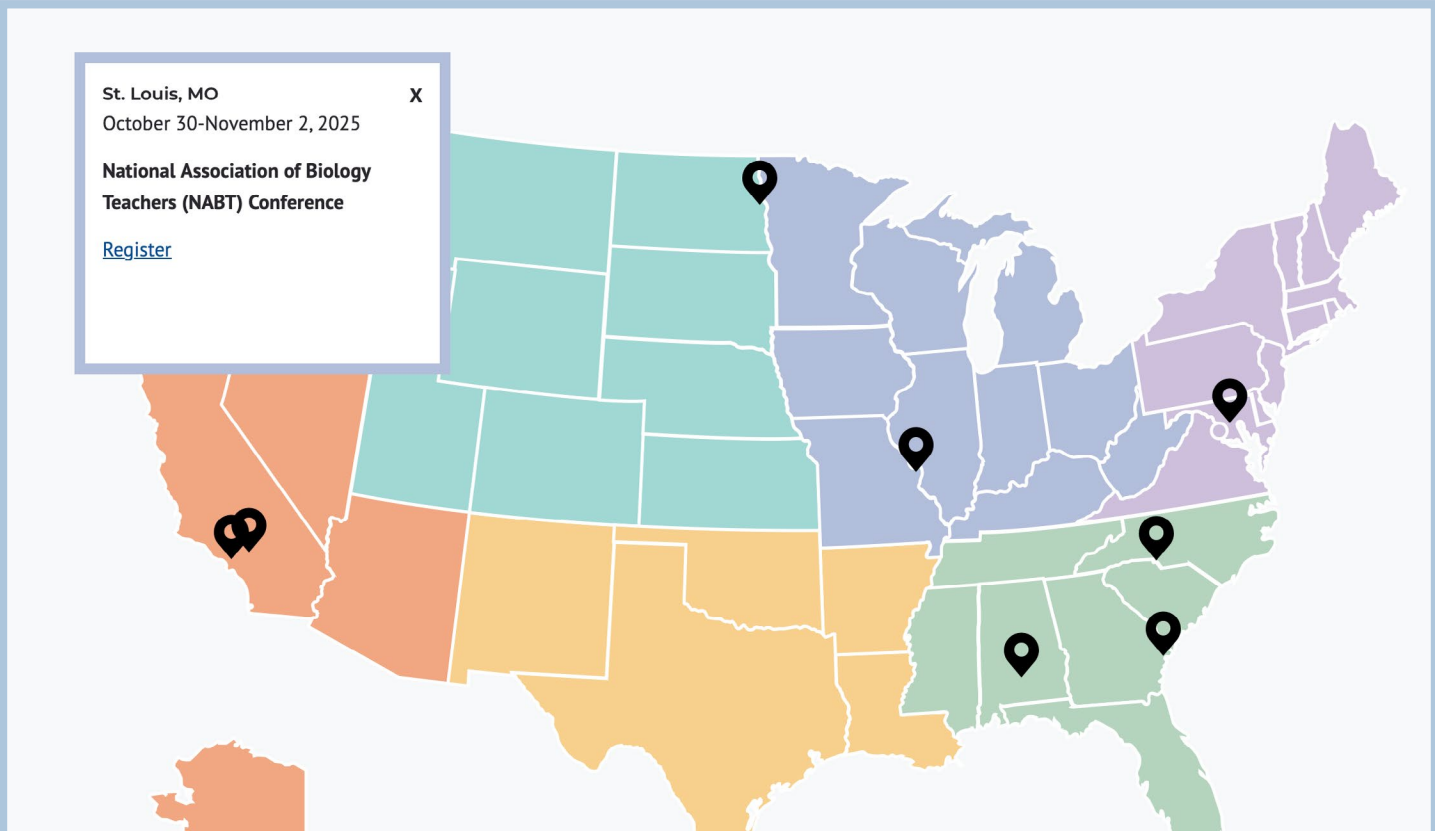 St. Louis, MO
X
October 30-November 2, 2025
National Association of Biology
Teachers (NABT) Conference
Register